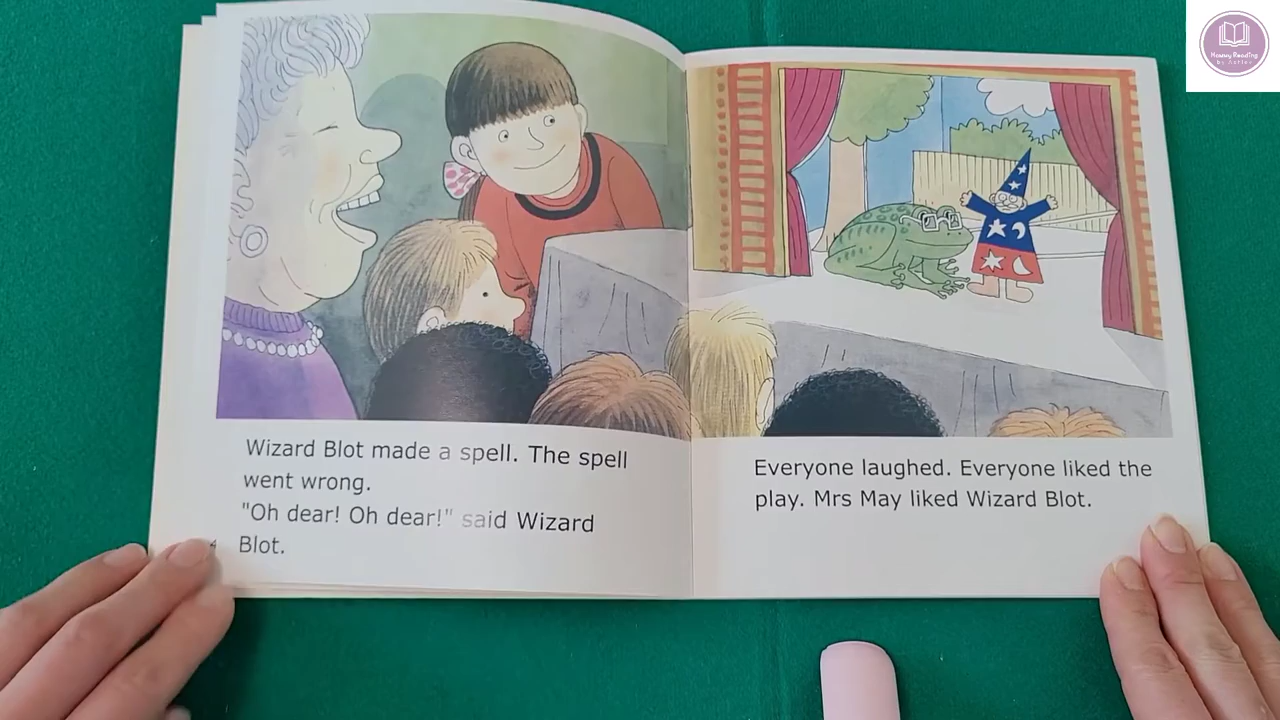 Wizard Blot made a spell. The spell
went wrong.
"Oh dear! Oh dear!" said Wizard
Blot.
4
Everyone laughed. Everyone liked the
play. Mrs May liked Wizard Blot.